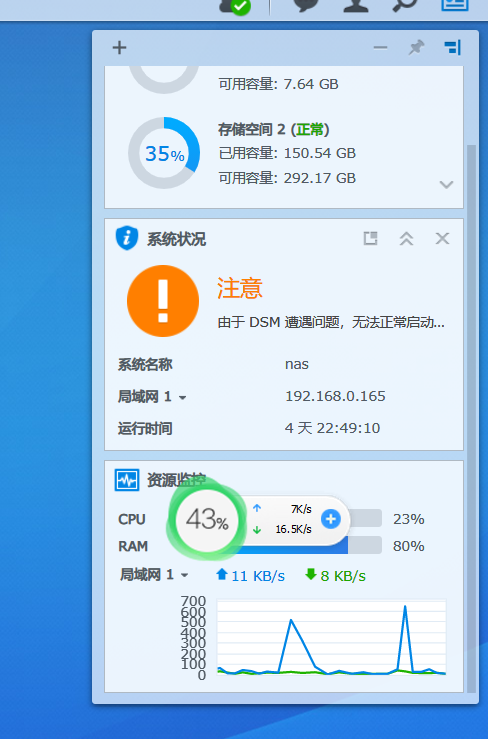 可用容量: 7.64 GB
存储空间 2 (正常)
35%
已用容量: 150.54 GB
可用容量: 292.17 GB
系统状况
注意
由于 DSM 遭遇问题，无法正常启动...
系统名称 nas
局域网 1 192.168.0.165
运行时间 4 天 22:49:10
资源监控
43%
7K/s
16.5K/s
CPU 23%
RAM 80%
局域网 1 11 KB/s 8 KB/s
700
600
500
400
300
200
100
0